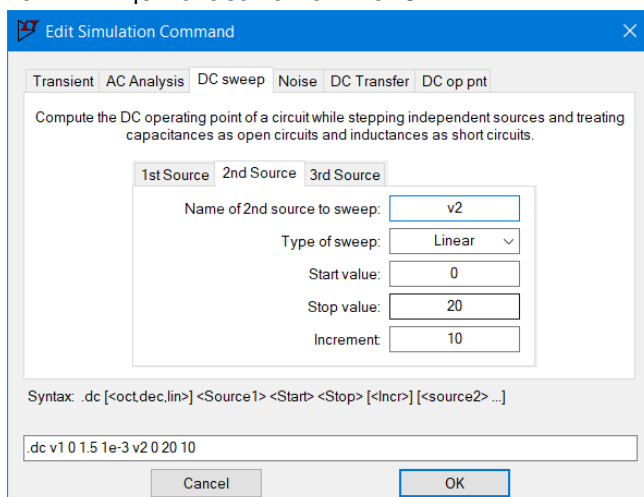 Edit Simulation Command
Transient AC Analysis DC sweep Noise DC Transfer DC op pnt
Compute the DC operating point of a circuit while stepping independent sources and treating
capacitances as open circuits and inductances as short circuits.
1st Source 2nd Source 3rd Source
Name of 2nd source to sweep: v2
Type of sweep: Linear
Start value: 0
Stop value: 20
Increment: 10
Syntax: .dc [<oct,dec,lin>] <Source1> <Start> <Stop> [<Incr>] [<source2> ...]
.dc v1 0 1.5 1e-3 v2 0 20 10
Cancel OK